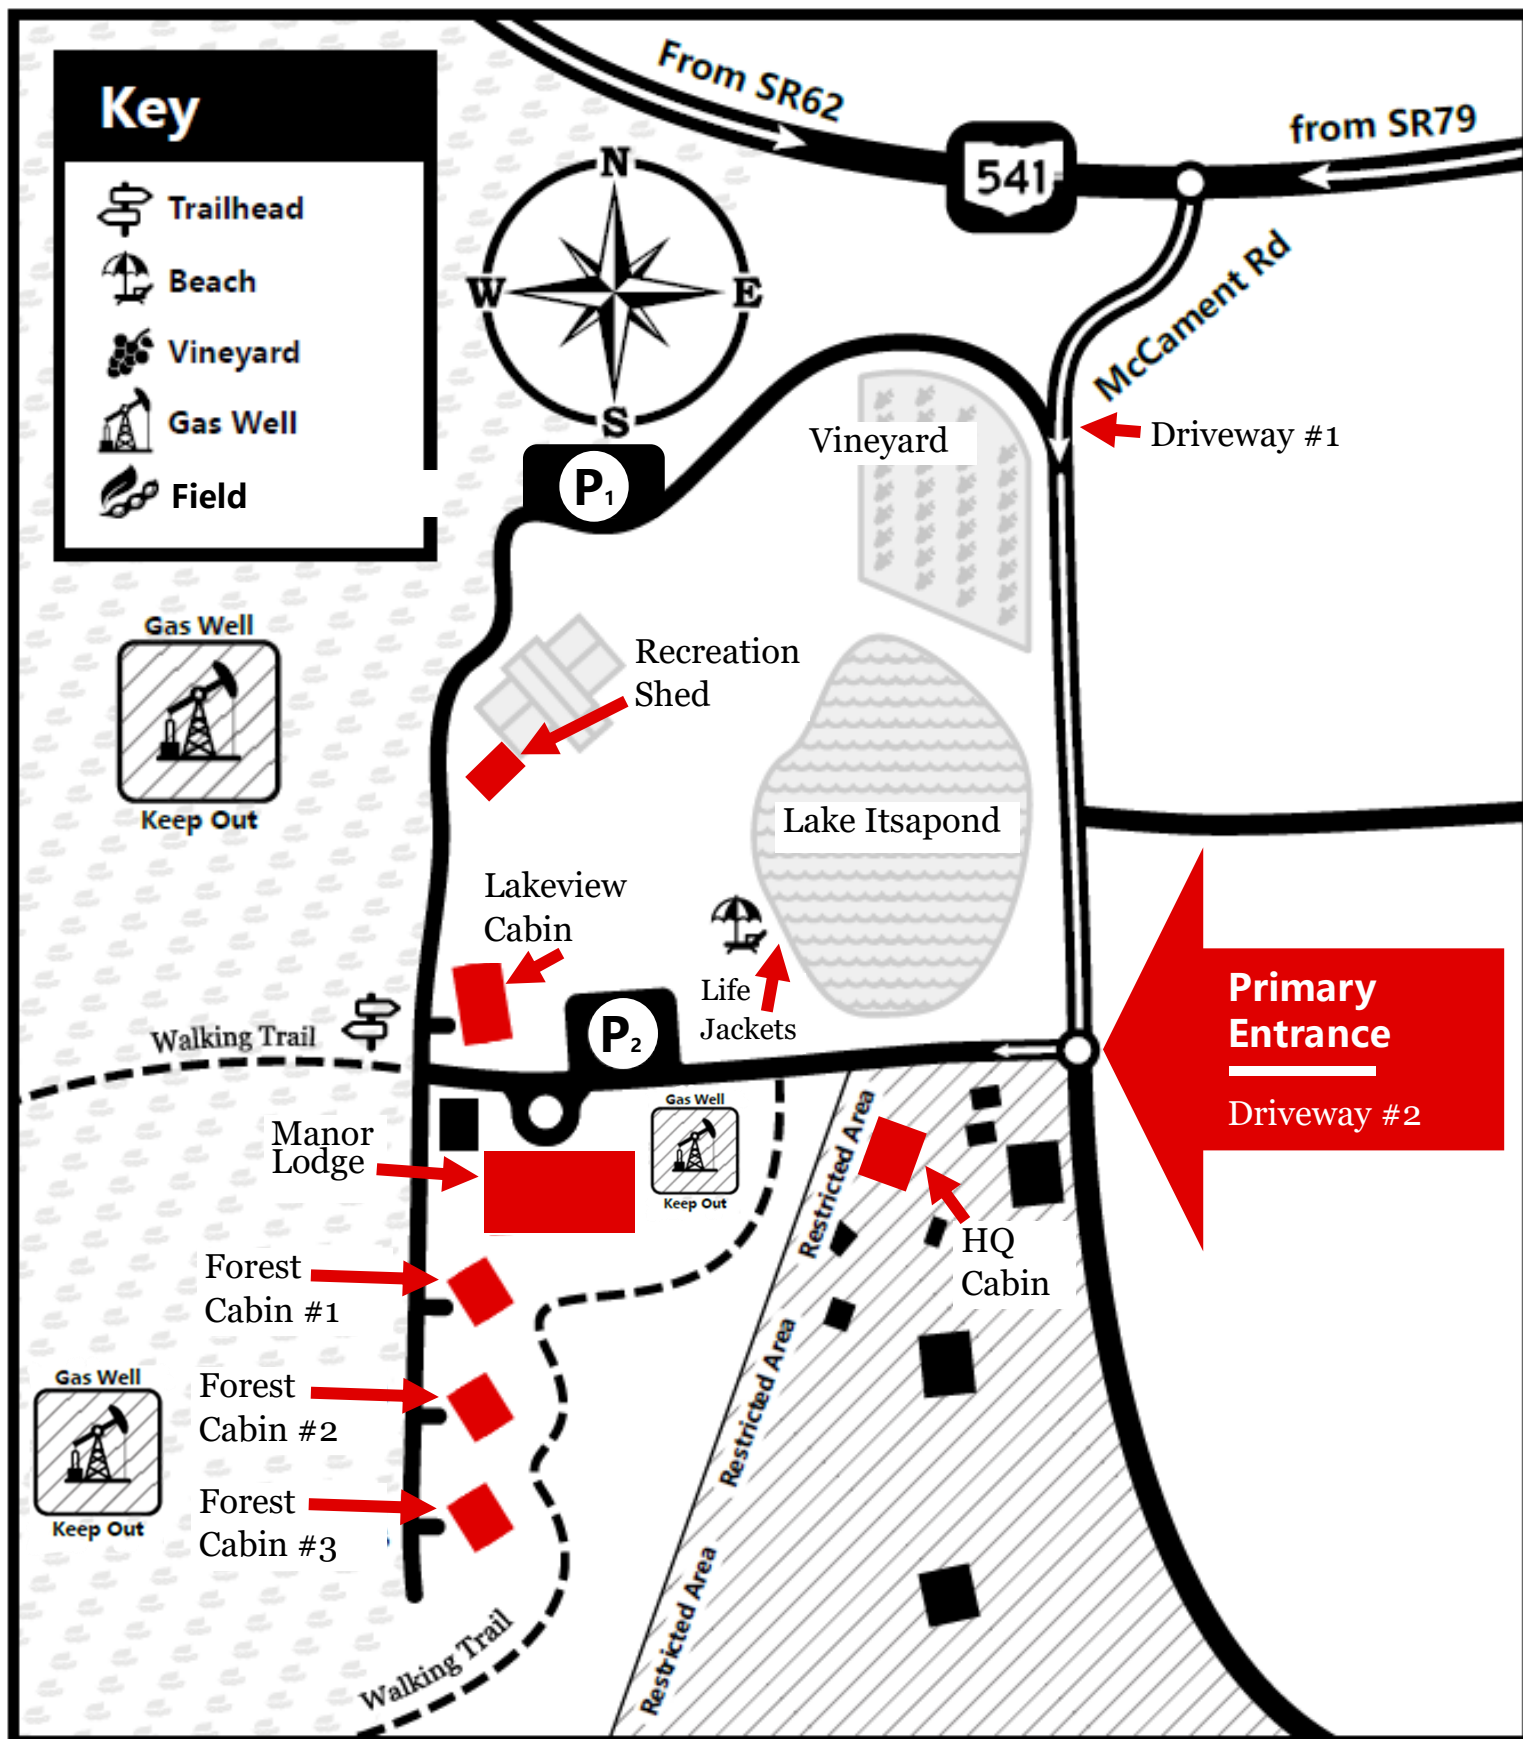 From SR62
from SR79
541
Key
Trailhead
Beach
Vineyard
Gas Well
Field
N
W
E
S
McCament Rd
Driveway #1
Vineyard
P1
Gas Well
Keep Out
Recreation
Shed
Lake Itsapond
Lakeview
Cabin
Life
Jackets
P2
Walking Trail
Primary
Entrance
Driveway #2
Manor
Lodge
Gas Well
Keep Out
Restricted Area
HQ
Cabin
Forest
Cabin #1
Restricted Area
Gas Well
Keep Out
Forest
Cabin #2
Forest
Cabin #3
Restricted Area
Walking Trail